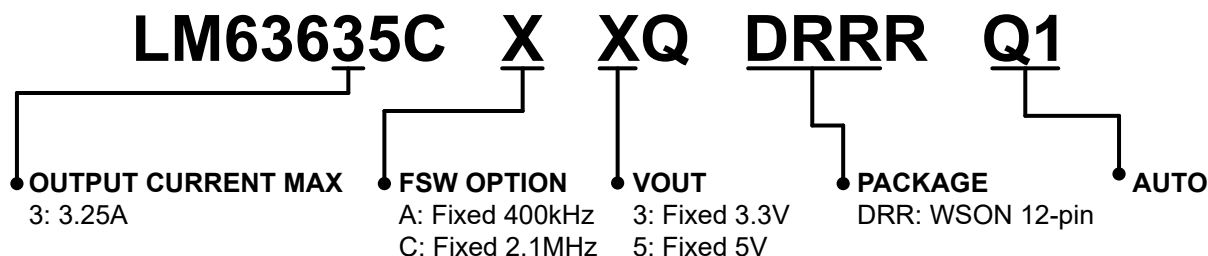 LM63635C X XQ DRRR Q1
OUTPUT CURRENT MAX FSW OPTION VOUT PACKAGE AUTO
3: 3.25A A: Fixed 400kHz 3: Fixed 3.3V DRR: WSON 12-pin
C: Fixed 2.1MHz 5: Fixed 5V